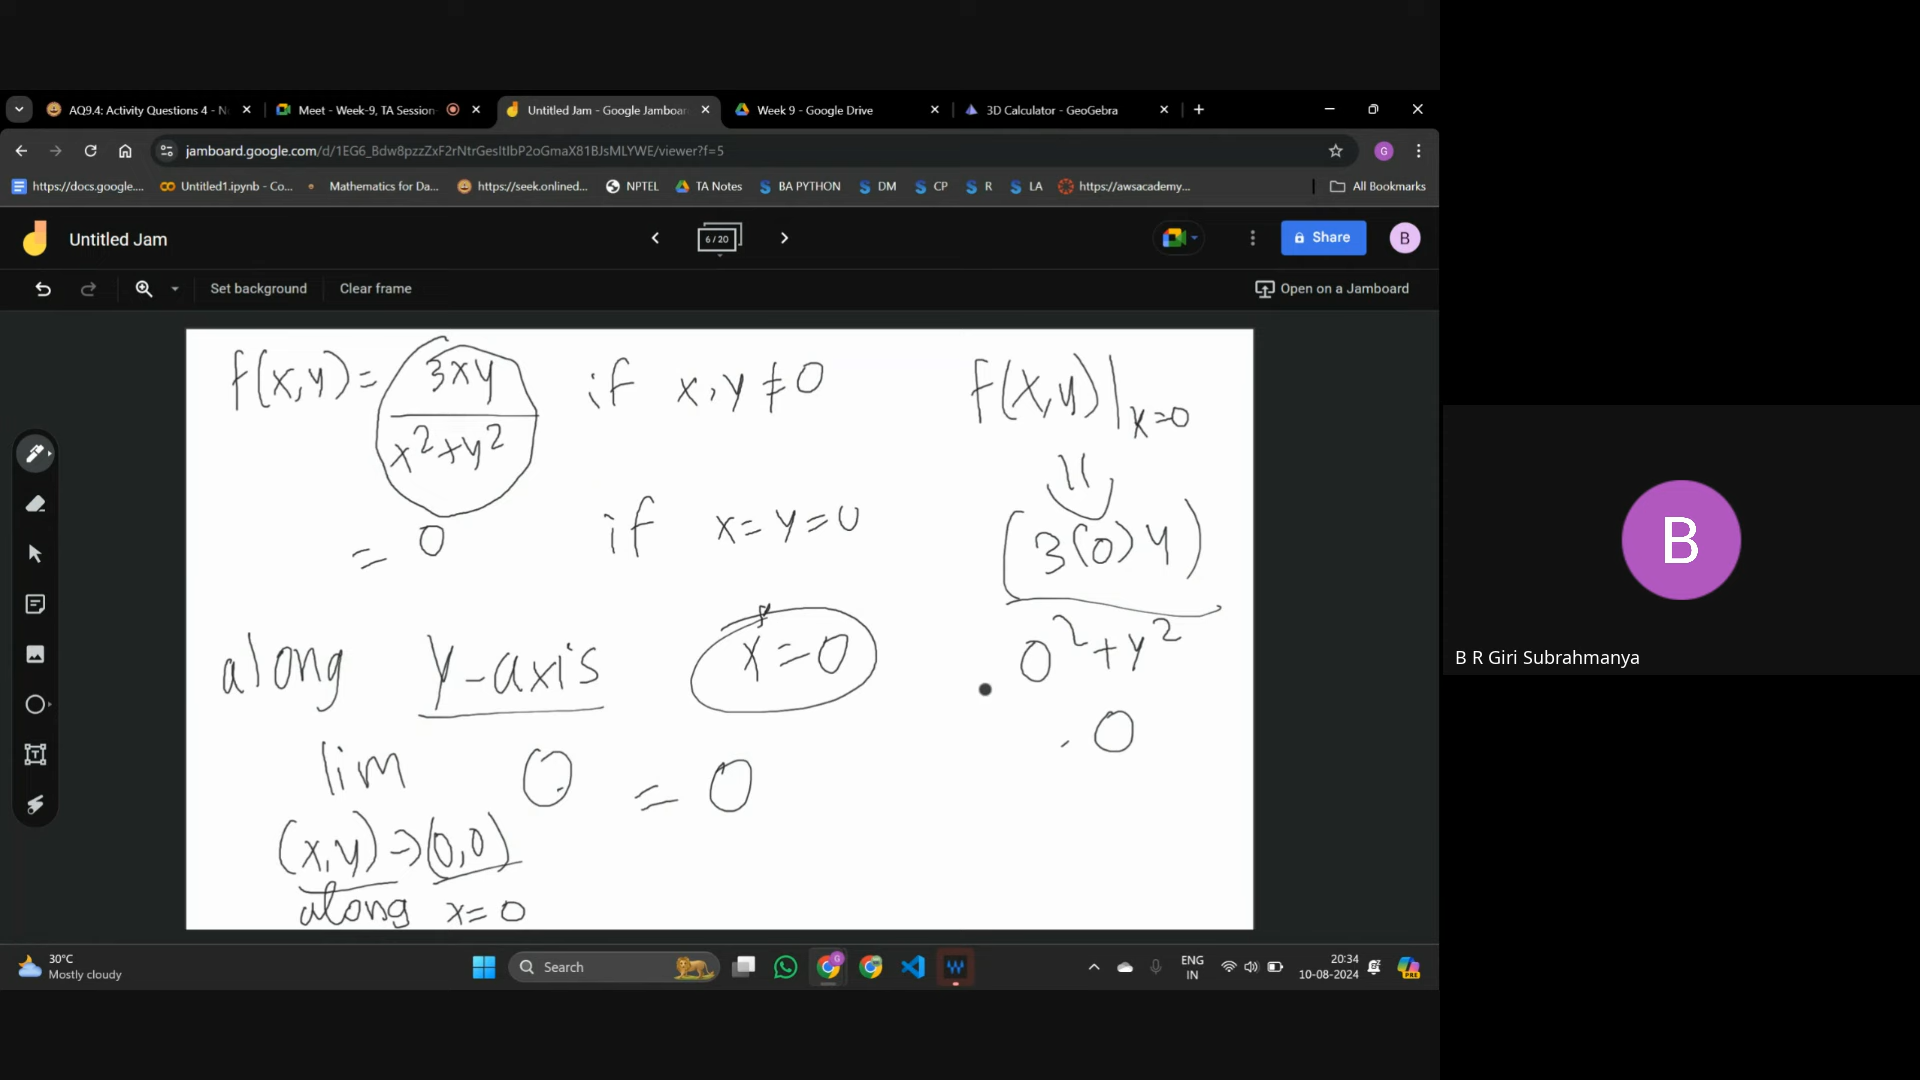 AQ9.4: Activity Questions 4 - N
Meet - Week-9, TA Session
Untitled Jam - Google Jamboar
Week 9 - Google Drive
3D Calculator - GeoGebra
jamboard.google.com/d/1EG6_Bdw8pzzZxF2rNtrGesItIbP2oGmaX81BJsMLYWE/viewer?f=5
G
https://docs.google....
Untitled1.ipynb - Co...
Mathematics for Da...
https://seek.onlined...
NPTEL
TA Notes
BA PYTHON
DM
CP
R
LA
https://awsacademy...
All Bookmarks
Untitled Jam
6 / 20
Share
B
Set background
Clear frame
Open on a Jamboard
f(x,y) = 3xy / x²+y² if x,y ≠ 0
= 0 if x = y = 0
along y-axis x = 0
lim 0 = 0
(x,y) → (0,0)
along x = 0
f(x,y)|x=0
(3(0)y)
0² + y²
0
B
B R Giri Subrahmanya
30°C
Mostly cloudy
Search
ENG
IN
20:34
10-08-2024
PRE